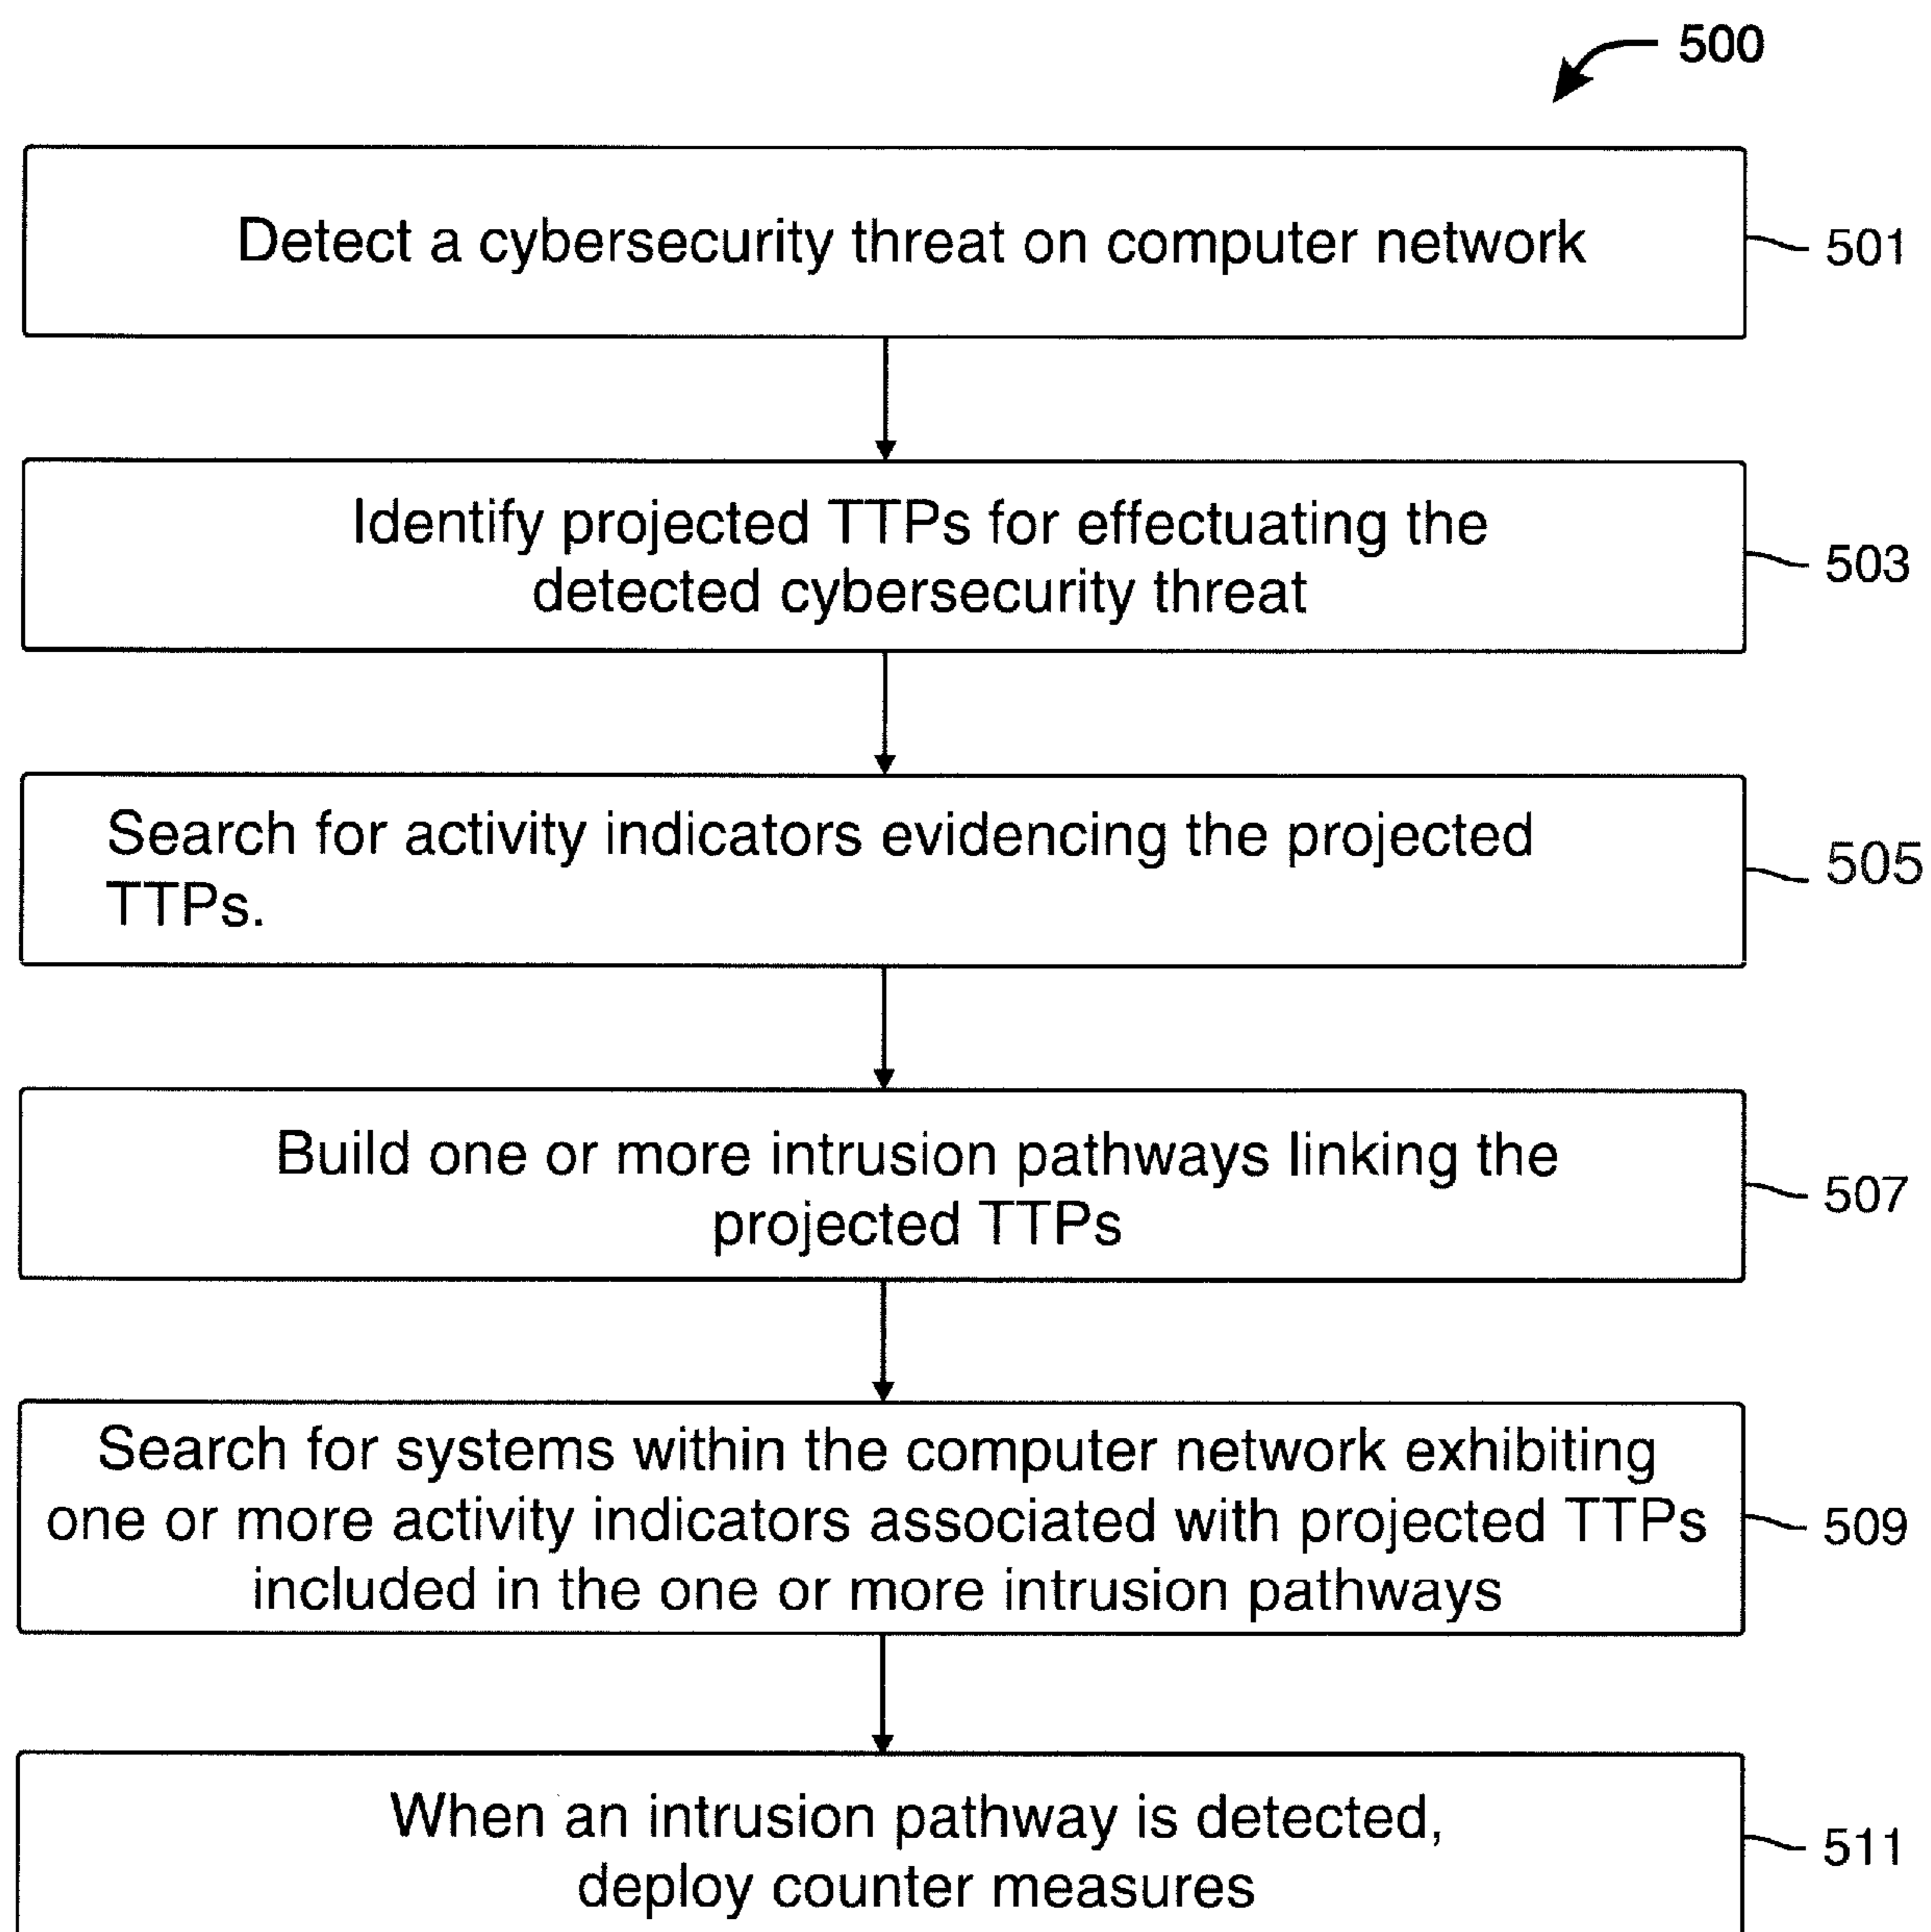 500
Detect a cybersecurity threat on computer network
501
Identify projected TTPs for effectuating the
detected cybersecurity threat
503
Search for activity indicators evidencing the projected
TTPs.
505
Build one or more intrusion pathways linking the
projected TTPs
507
Search for systems within the computer network exhibiting
one or more activity indicators associated with projected TTPs
included in the one or more intrusion pathways
509
When an intrusion pathway is detected,
deploy counter measures
511